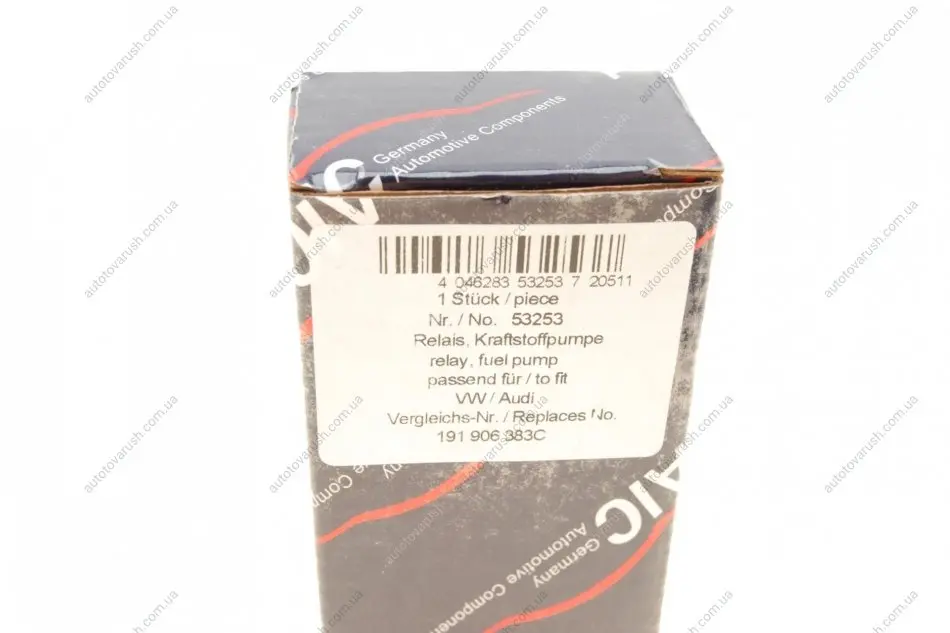 AIC Germany
Automotive Components
4 046283 53253 7 20511
1 Stück / piece
Nr. / No. 53253
Relais, Kraftstoffpumpe
relay, fuel pump
passend für / to fit
VW / Audi
Vergleichs-Nr. / Replaces No.
191 906 383C
AIC Germany
Automotive Components
autotovarush.com.ua